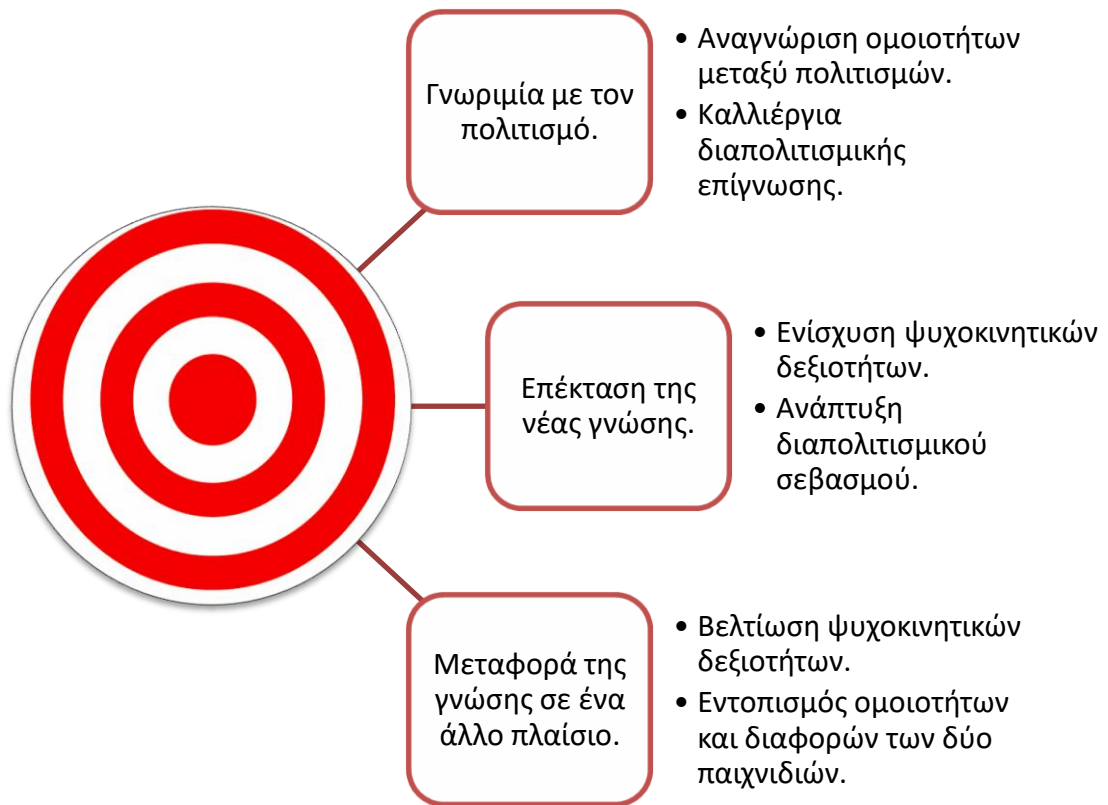 Γνωριμία με τον
πολιτισμό.
• Αναγνώριση ομοιοτήτων
μεταξύ πολιτισμών.
• Καλλιέργια
διαπολιτισμικής
επίγνωσης.
Επέκταση της
νέας γνώσης.
• Ενίσχυση ψυχοκινητικών
δεξιοτήτων.
• Ανάπτυξη
διαπολιτισμικού
σεβασμού.
Μεταφορά της
γνώσης σε ένα
άλλο πλαίσιο.
• Βελτίωση ψυχοκινητικών
δεξιοτήτων.
• Εντοπισμός ομοιοτήτων
και διαφορών των δύο
παιχνιδιών.